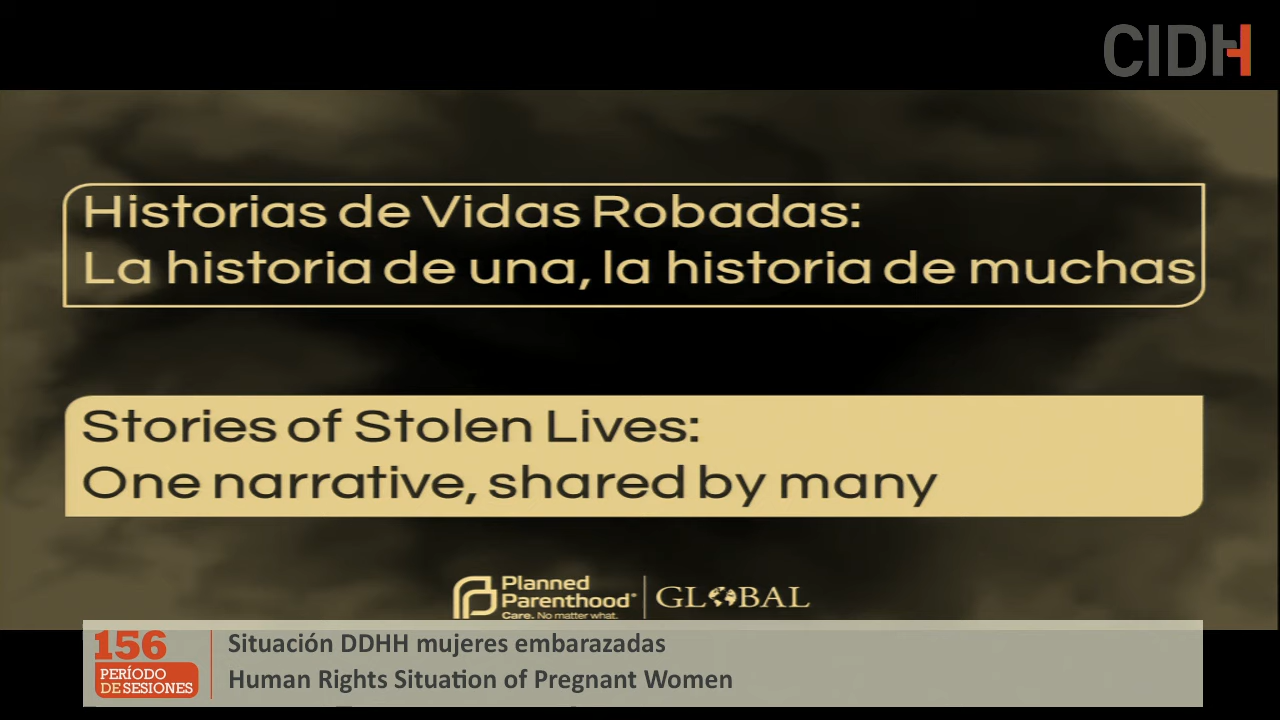 CIDH
Historias de Vidas Robadas:
La historia de una, la historia de muchas
Stories of Stolen Lives:
One narrative, shared by many
Planned
Parenthood®
Care. No matter what.
GLOBAL
156
PERÍODO
DE SESIONES
Situación DDHH mujeres embarazadas
Human Rights Situation of Pregnant Women